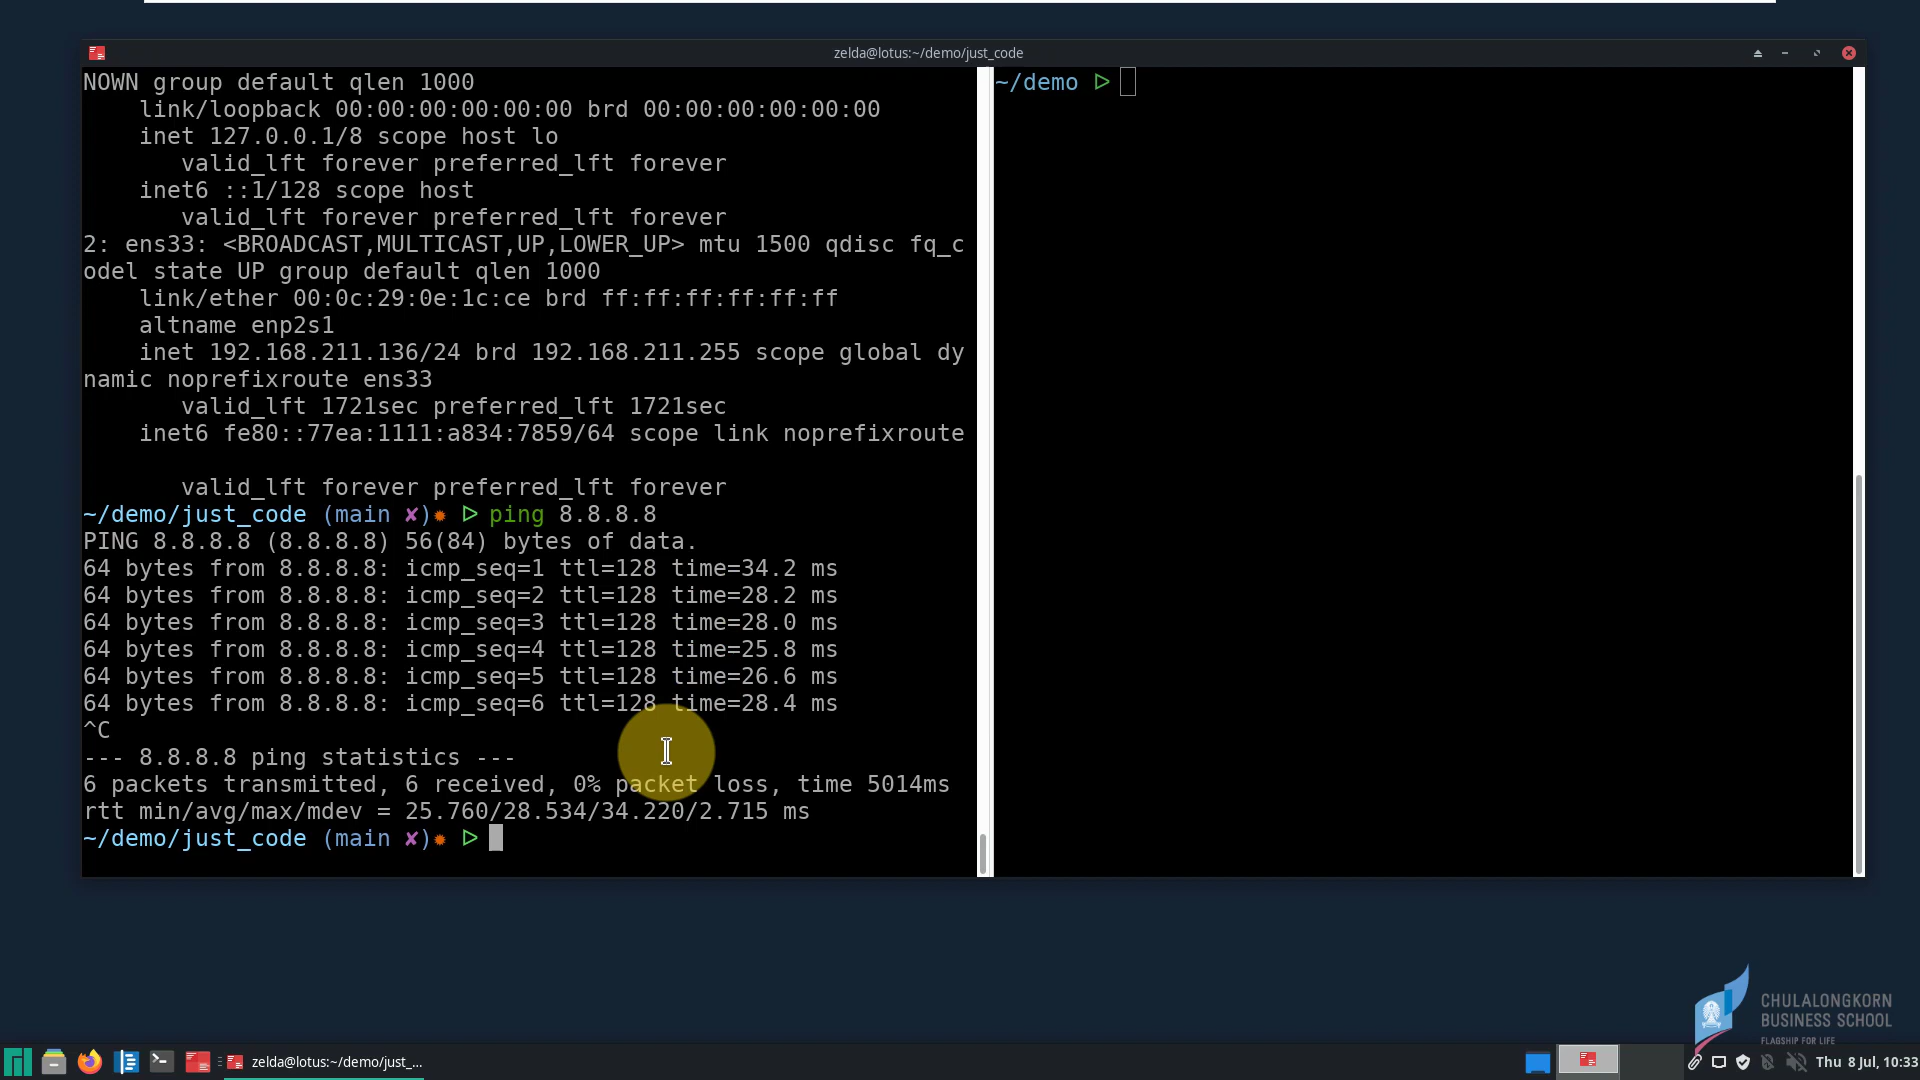 zelda@lotus:~/demo/just_code
NOWN group default qlen 1000
    link/loopback 00:00:00:00:00:00 brd 00:00:00:00:00:00
    inet 127.0.0.1/8 scope host lo
       valid_lft forever preferred_lft forever
    inet6 ::1/128 scope host
       valid_lft forever preferred_lft forever
2: ens33: <BROADCAST,MULTICAST,UP,LOWER_UP> mtu 1500 qdisc fq_c
odel state UP group default qlen 1000
    link/ether 00:0c:29:0e:1c:ce brd ff:ff:ff:ff:ff:ff
    altname enp2s1
    inet 192.168.211.136/24 brd 192.168.211.255 scope global dy
namic noprefixroute ens33
       valid_lft 1721sec preferred_lft 1721sec
    inet6 fe80::77ea:1111:a834:7859/64 scope link noprefixroute
       valid_lft forever preferred_lft forever
~/demo/just_code (main ✘)✹ ▷ ping 8.8.8.8
PING 8.8.8.8 (8.8.8.8) 56(84) bytes of data.
64 bytes from 8.8.8.8: icmp_seq=1 ttl=128 time=34.2 ms
64 bytes from 8.8.8.8: icmp_seq=2 ttl=128 time=28.2 ms
64 bytes from 8.8.8.8: icmp_seq=3 ttl=128 time=28.0 ms
64 bytes from 8.8.8.8: icmp_seq=4 ttl=128 time=25.8 ms
64 bytes from 8.8.8.8: icmp_seq=5 ttl=128 time=26.6 ms
64 bytes from 8.8.8.8: icmp_seq=6 ttl=128 time=28.4 ms
^C
--- 8.8.8.8 ping statistics ---
6 packets transmitted, 6 received, 0% packet loss, time 5014ms
rtt min/avg/max/mdev = 25.760/28.534/34.220/2.715 ms
~/demo/just_code (main ✘)✹ ▷
~/demo ▷
CHULALONGKORN
BUSINESS SCHOOL
FLAGSHIP FOR LIFE
zelda@lotus:~/demo/just_...
Thu 8 Jul, 10:33